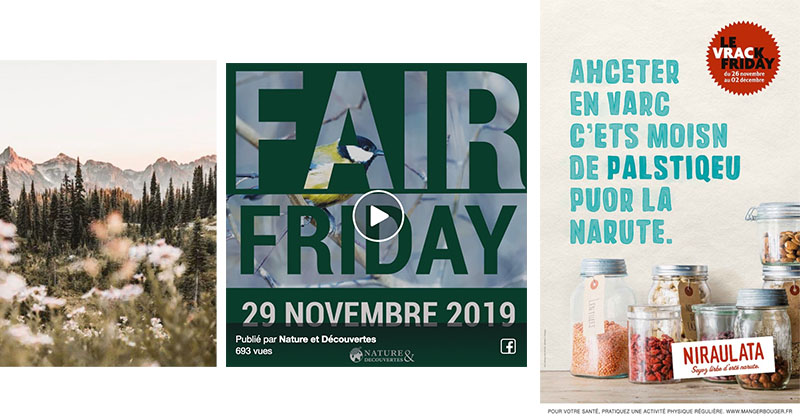 FAIR
FRIDAY
29 NOVEMBRE 2019
Publié par Nature et Découvertes
693 vues
NATURE &
DECOUVERTES
LE
VRACK
FRIDAY
du 26 novembre
au 02 décembre
AHCETER
EN VARC
C'ETS MOISN
DE PALSTIQEU
PUOR LA
NARUTE.
NIRAULATA
Soyez lirbe d'ertê narute.
POUR VOTRE SANTÉ, PRATIQUEZ UNE ACTIVITÉ PHYSIQUE RÉGULIÈRE. WWW.MANGERBOUGER.FR